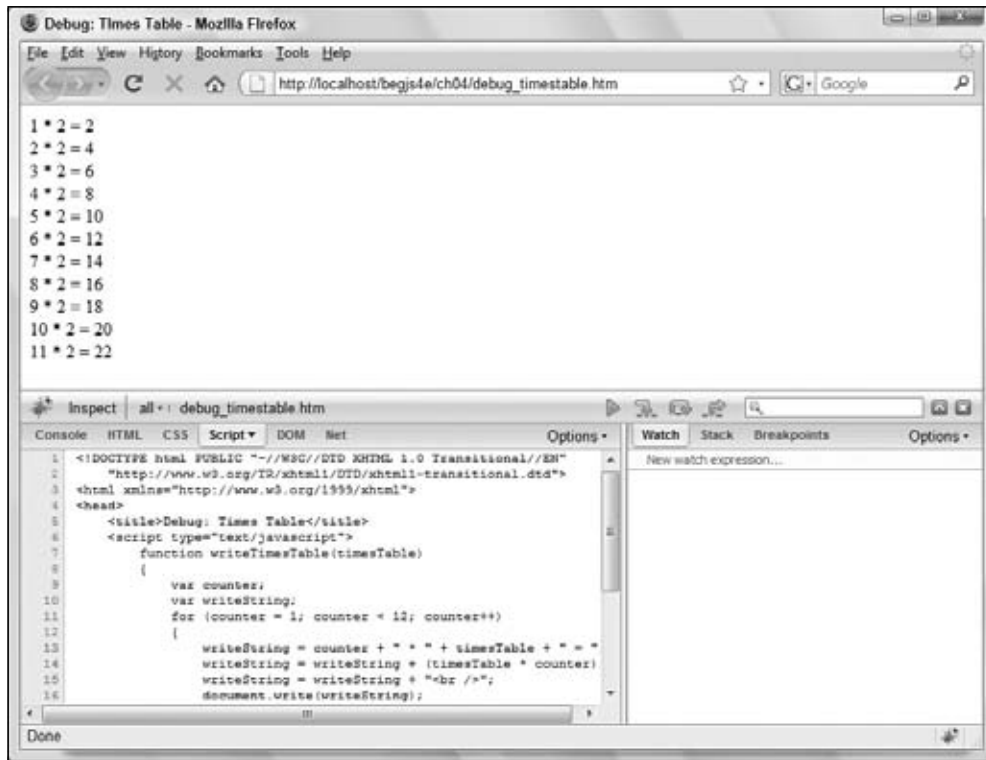 Debug: Times Table - Mozilla Firefox
File Edit View History Bookmarks Tools Help
http://localhost/begjs4e/ch04/debug_timestable.htm
G Google
1 * 2 = 2
2 * 2 = 4
3 * 2 = 6
4 * 2 = 8
5 * 2 = 10
6 * 2 = 12
7 * 2 = 14
8 * 2 = 16
9 * 2 = 18
10 * 2 = 20
11 * 2 = 22
Inspect all debug_timestable.htm
Console HTML CSS Script DOM Net Options
Watch Stack Breakpoints Options
New watch expression...
1 <!DOCTYPE html PUBLIC "-//W3C//DTD XHTML 1.0 Transitional//EN"
2 "http://www.w3.org/TR/xhtml1/DTD/xhtml1-transitional.dtd">
3 <html xmlns="http://www.w3.org/1999/xhtml">
4 <head>
5 <title>Debug: Times Table</title>
6 <script type="text/javascript">
7 function writeTimesTable(timesTable)
8 {
9 var counter;
10 var writeString;
11 for (counter = 1; counter < 12; counter++)
12 {
13 writeString = counter + " * " + timesTable + " = "
14 writeString = writeString + (timesTable * counter)
15 writeString = writeString + "<br />";
16 document.write(writeString);
Done